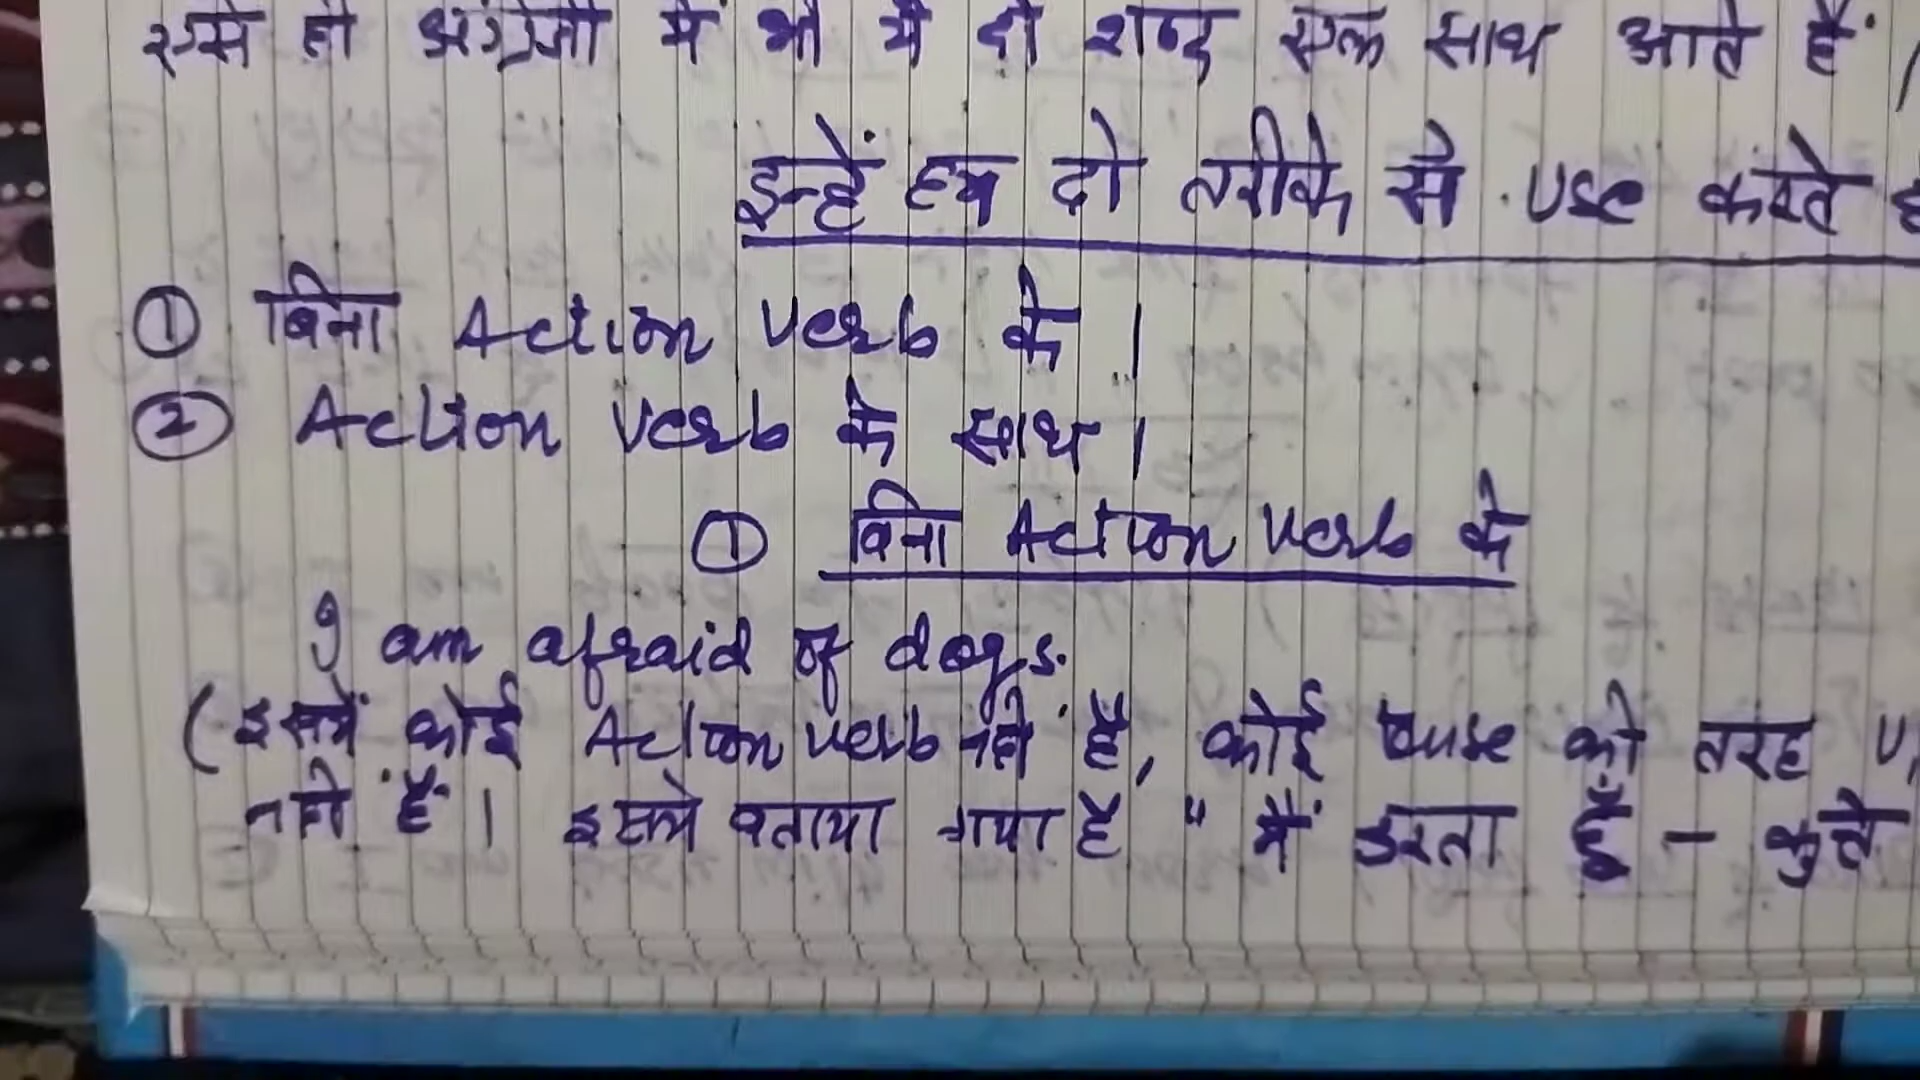 ऐसे ही अंग्रेजी में भी ये दो शब्द एक साथ आते हैं।
इन्हें हम दो तरीके से use करते
① बिना Action verb के।
② Action verb के साथ।
① बिना Action verb के
I am afraid of dogs.
(इसमें कोई Action verb नहीं है, कोई की तरह
नहीं हैं। इसमें बताया गया है " मैं डरता हूँ - कुत्ते